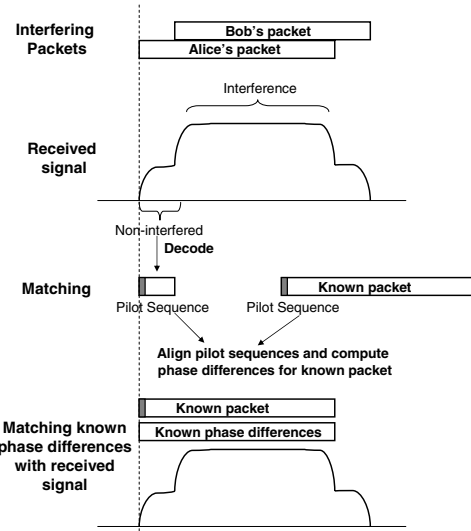 Interfering
Packets
Bob's packet
Alice's packet
Interference
Received
signal
Non-interfered
Decode
Matching
Known packet
Pilot Sequence
Pilot Sequence
Align pilot sequences and compute
phase differences for known packet
Known packet
Matching known
phase differences
with received
signal
Known phase differences